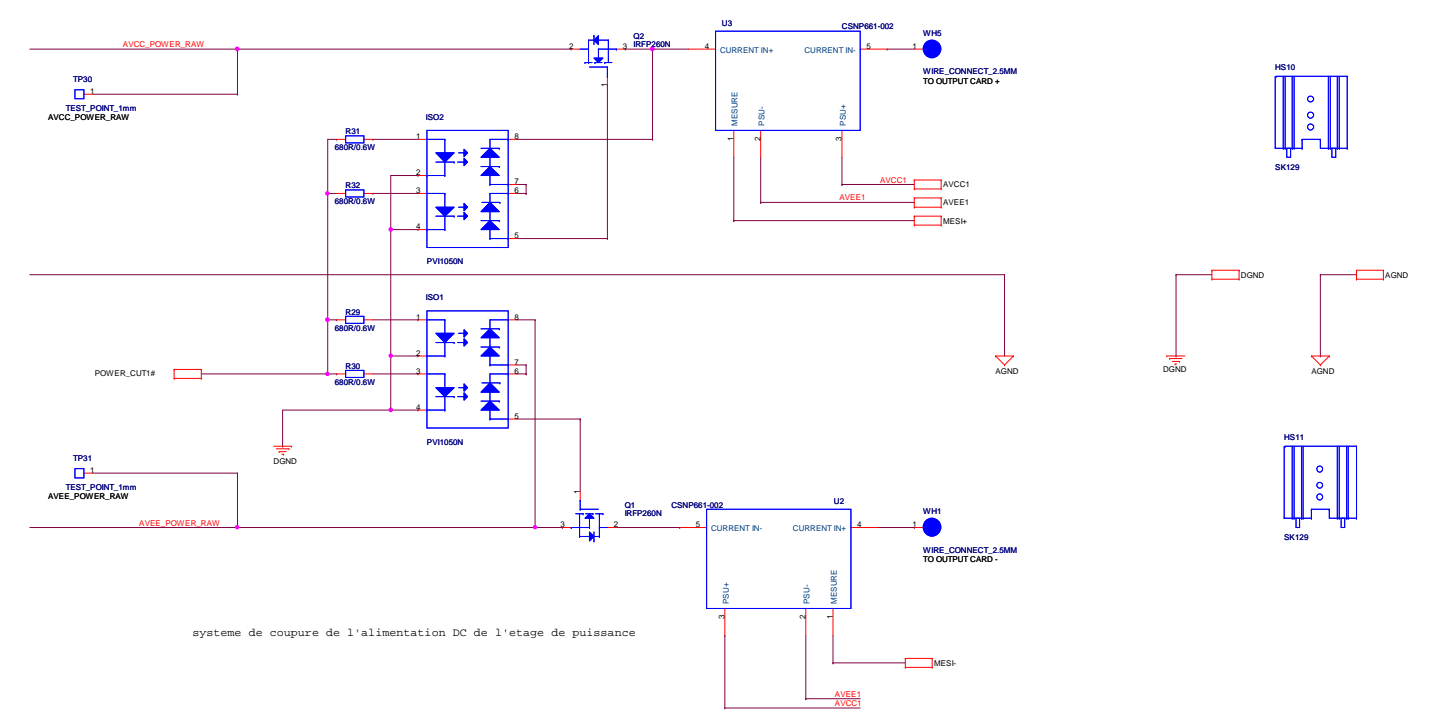 U3
CSNP661-002
AVCC_POWER_RAW
2
Q2
IRFP260N
3
1
4
CURRENT IN+
CURRENT IN-
5
1
WH5
WIRE_CONNECT_2.5MM
TO OUTPUT CARD +
MESURE
PSU-
PSU+
1
2
3
TP30
1
TEST_POINT_1mm
AVCC_POWER_RAW
HS10
SK129
ISO2
R31
680R/0.6W
R32
680R/0.6W
1
2
3
4
8
7
6
5
PVI1050N
AVCC1
AVCC1
AVEE1
AVEE1
MESI+
DGND
AGND
ISO1
R29
680R/0.6W
R30
680R/0.6W
1
2
3
4
8
7
6
5
PVI1050N
POWER_CUT1#
AGND
DGND
AGND
DGND
TP31
1
TEST_POINT_1mm
AVEE_POWER_RAW
AVEE_POWER_RAW
HS11
SK129
1
3
Q1
IRFP260N
2
CSNP661-002
U2
5
CURRENT IN-
CURRENT IN+
4
1
WH1
WIRE_CONNECT_2.5MM
TO OUTPUT CARD -
PSU+
PSU-
MESURE
3
2
1
systeme de coupure de l'alimentation DC de l'etage de puissance
MESI-
AVEE1
AVCC1